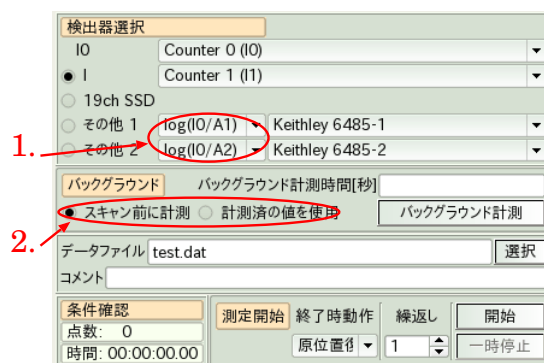 検出器選択
I0 Counter 0 (I0)
I Counter 1 (I1)
19ch SSD
その他 1 log(I0/A1) Keithley 6485-1
その他 2 log(I0/A2) Keithley 6485-2
1.
バックグラウンド バックグラウンド計測時間[秒]
スキャン前に計測 計測済の値を使用 バックグラウンド計測
2.
データファイル test.dat 選択
コメント
条件確認 測定開始 終了時動作 繰返し 開始
点数: 0
原位置復 1 一時停止
時間: 00:00:00.00